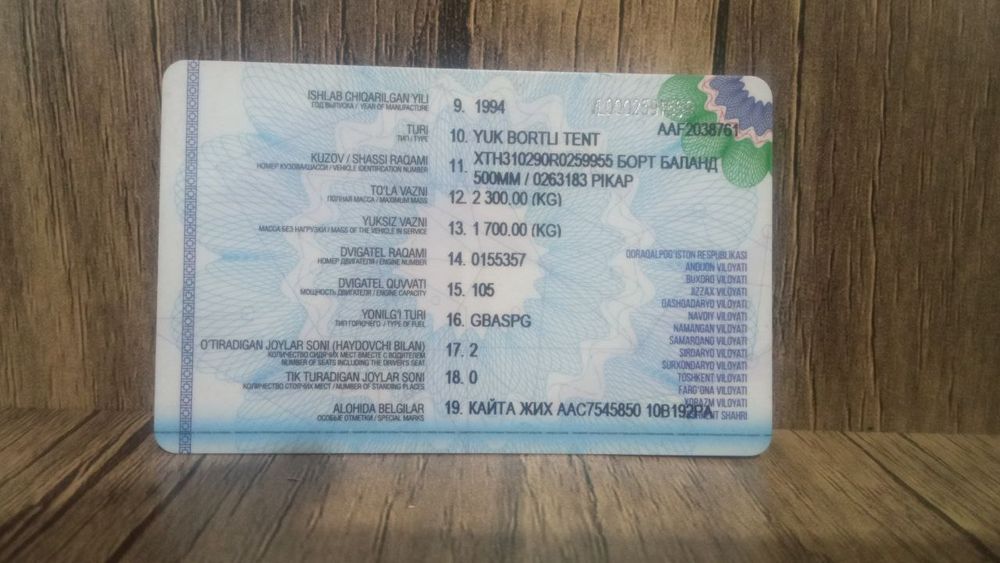 ISHLAB CHIQARILGAN YILI
ГОД ВЫПУСКА / YEAR OF MANUFACTURE
9. 1994
AAF2038761
TURI
ТИП / TYPE
10. YUK BORTLI TENT
KUZOV / SHASSI RAQAMI
НОМЕР КУЗОВА/ШАССИ / VEHICLE IDENTIFICATION NUMBER
11. XTH310290R0259955 БОРТ БАЛАНД
500MM / 0263183 PIKAP
TO'LA VAZNI
ПОЛНАЯ МАССА / MAXIMUM MASS
12. 2 300,00 (KG)
YUKSIZ VAZNI
МАССА БЕЗ НАГРУЗКИ / MASS OF THE VEHICLE IN SERVICE
13. 1 700.00 (KG)
DVIGATEL RAQAMI
НОМЕР ДВИГАТЕЛЯ / ENGINE NUMBER
14. 0155357
DVIGATEL QUVVATI
МОЩНОСТЬ ДВИГАТЕЛЯ / ENGINE CAPACITY
15. 105
YONILG'I TURI
ТИП ГОРЮЧЕГО / TYPE OF FUEL
16. GBASPG
O'TIRADIGAN JOYLAR SONI (HAYDOVCHI BILAN)
КОЛИЧЕСТВО СИДЯЧИХ МЕСТ ВМЕСТЕ С ВОДИТЕЛЕМ
NUMBER OF SEATS INCLUDING THE DRIVER'S SEAT
17. 2
TIK TURADIGAN JOYLAR SONI
КОЛИЧЕСТВО СТОЯЧИХ МЕСТ / NUMBER OF STANDING PLACES
18. 0
ALOHIDA BELGILAR
ОСОБЫЕ ОТМЕТКИ / SPECIAL MARKS
19. КАЙТА ЖИХ AAC7545850 10B192PA
QORAQALPOG'ISTON RESPUBLIKASI
ANDIJON VILOYATI
BUXORO VILOYATI
JIZZAX VILOYATI
QASHQADARYO VILOYATI
NAVOIY VILOYATI
NAMANGAN VILOYATI
SAMARQAND VILOYATI
SIRDARYO VILOYATI
SURXONDARYO VILOYATI
TOSHKENT VILOYATI
FARG'ONA VILOYATI
XORAZM VILOYATI
SHAHRI